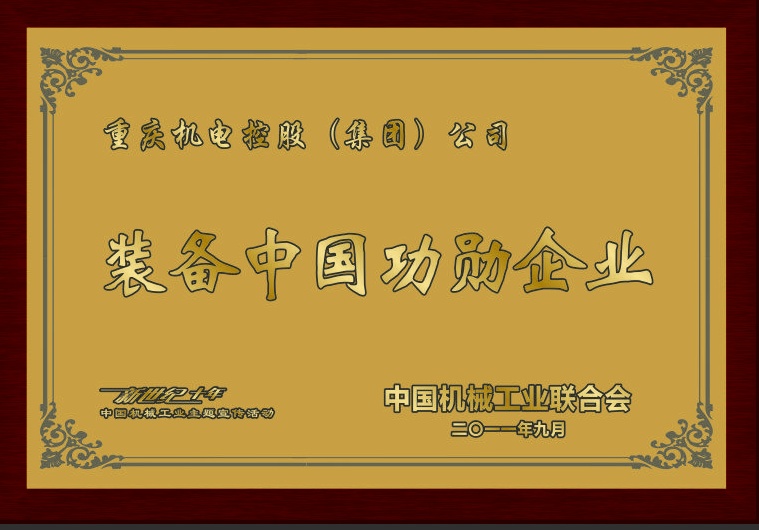 重庆机电控股（集团）公司
装备中国功勋企业
新世纪十年
中国机械工业主题宣传活动
中国机械工业联合会
二〇一一年九月